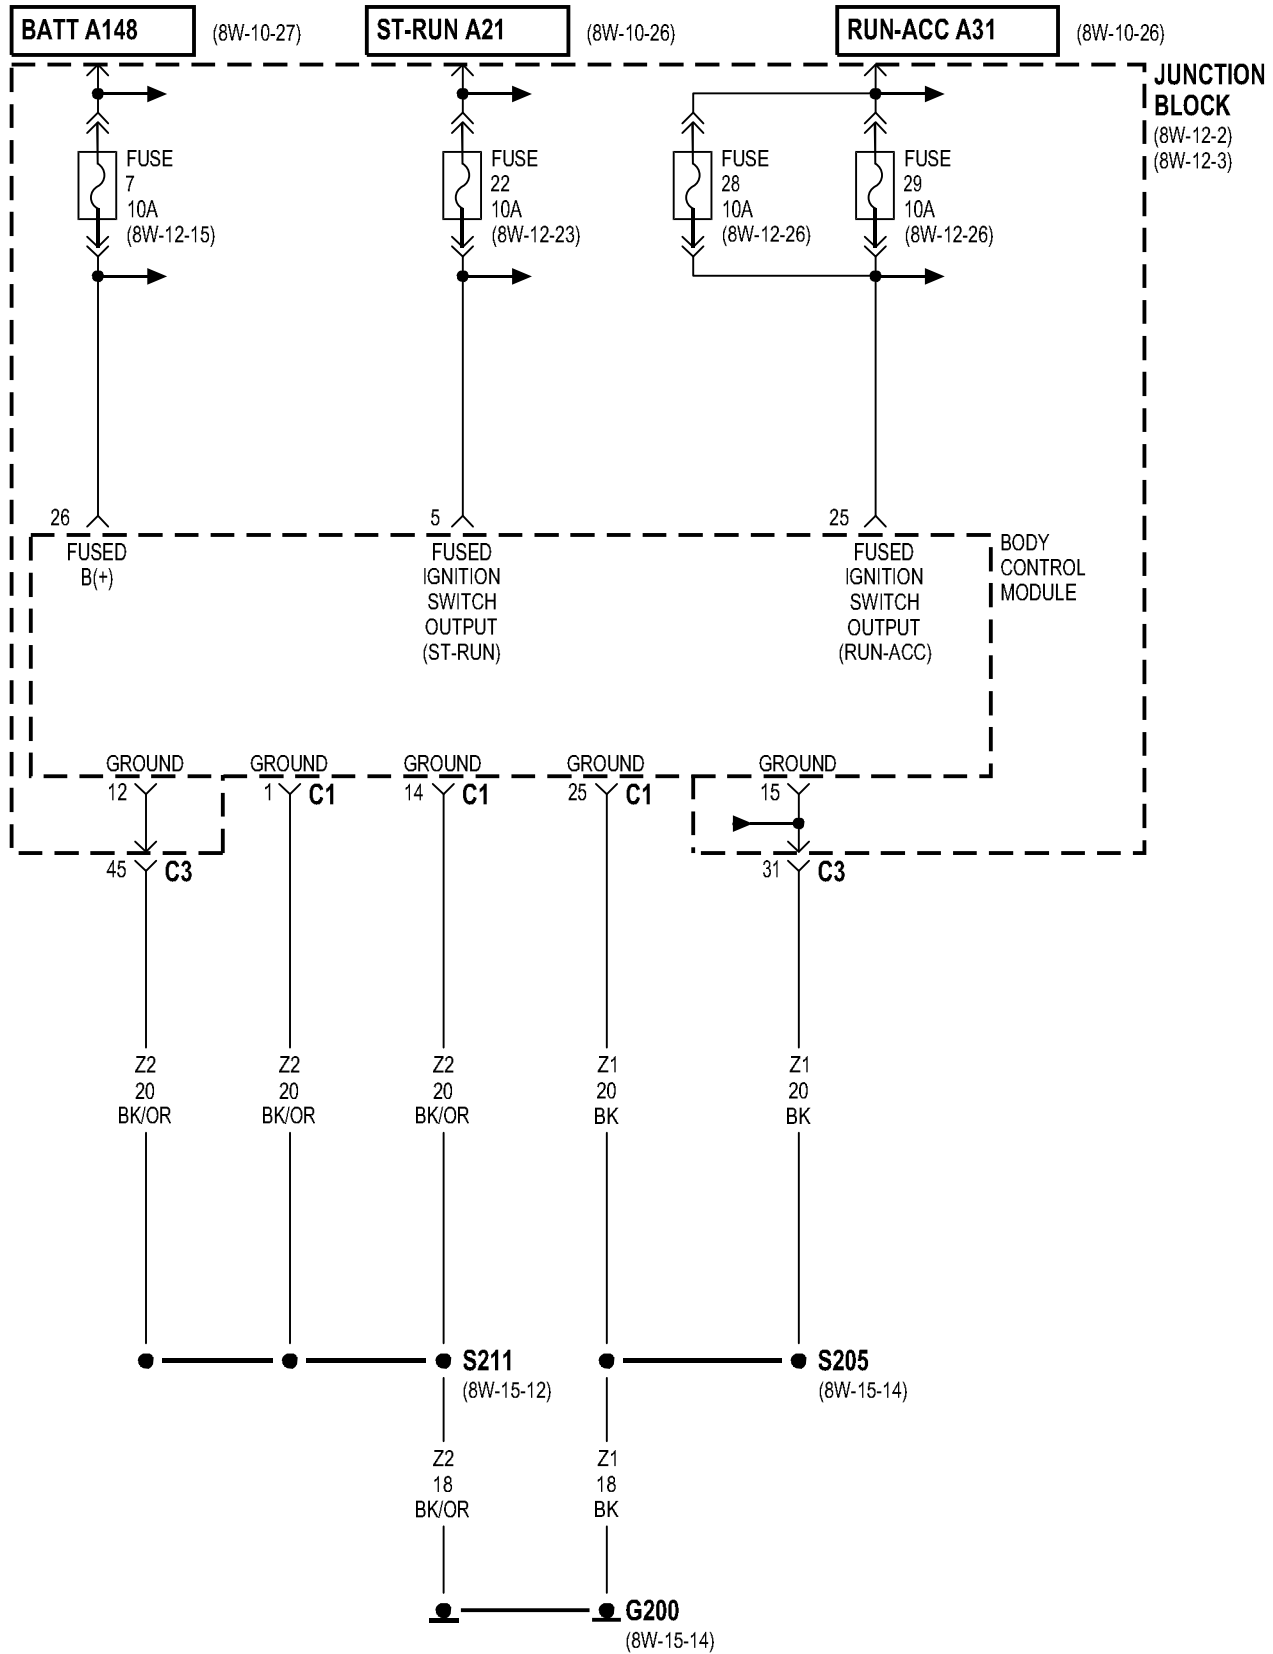 BATT A148 (8W-10-27) ST-RUN A21 (8W-10-26) RUN-ACC A31 (8W-10-26)
JUNCTION
BLOCK
(8W-12-2)
(8W-12-3)
FUSE
7
10A
(8W-12-15)
FUSE
22
10A
(8W-12-23)
FUSE
28
10A
(8W-12-26)
FUSE
29
10A
(8W-12-26)
26 5 25
FUSED
B(+)
FUSED
IGNITION
SWITCH
OUTPUT
(ST-RUN)
FUSED
IGNITION
SWITCH
OUTPUT
(RUN-ACC)
BODY
CONTROL
MODULE
GROUND GROUND GROUND GROUND GROUND
12 1 C1 14 C1 25 C1 15
45 C3 31 C3
Z2 Z2 Z2 Z1 Z1
20 20 20 20 20
BK/OR BK/OR BK/OR BK BK
S211
(8W-15-12)
S205
(8W-15-14)
Z2 Z1
18 18
BK/OR BK
G200
(8W-15-14)